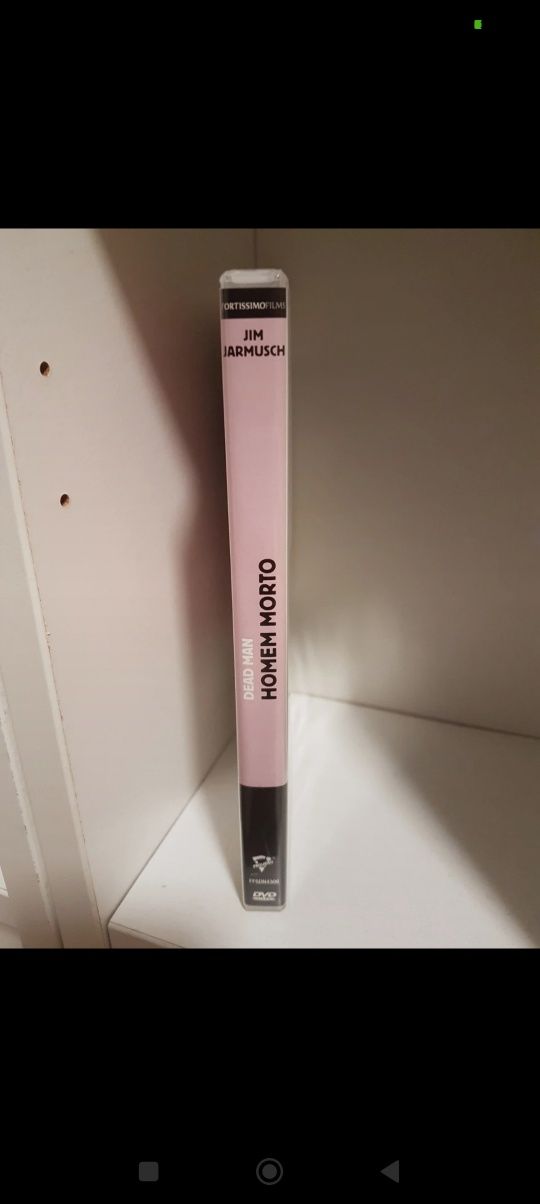 FORTISSIMOFILMS
JIM
JARMUSCH
DEAD MAN
HOMEM MORTO
DVD